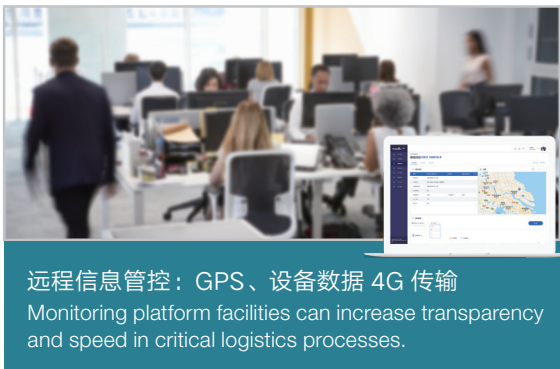 远程信息管控：GPS、设备数据 4G 传输
Monitoring platform facilities can increase transparency
and speed in critical logistics processes.